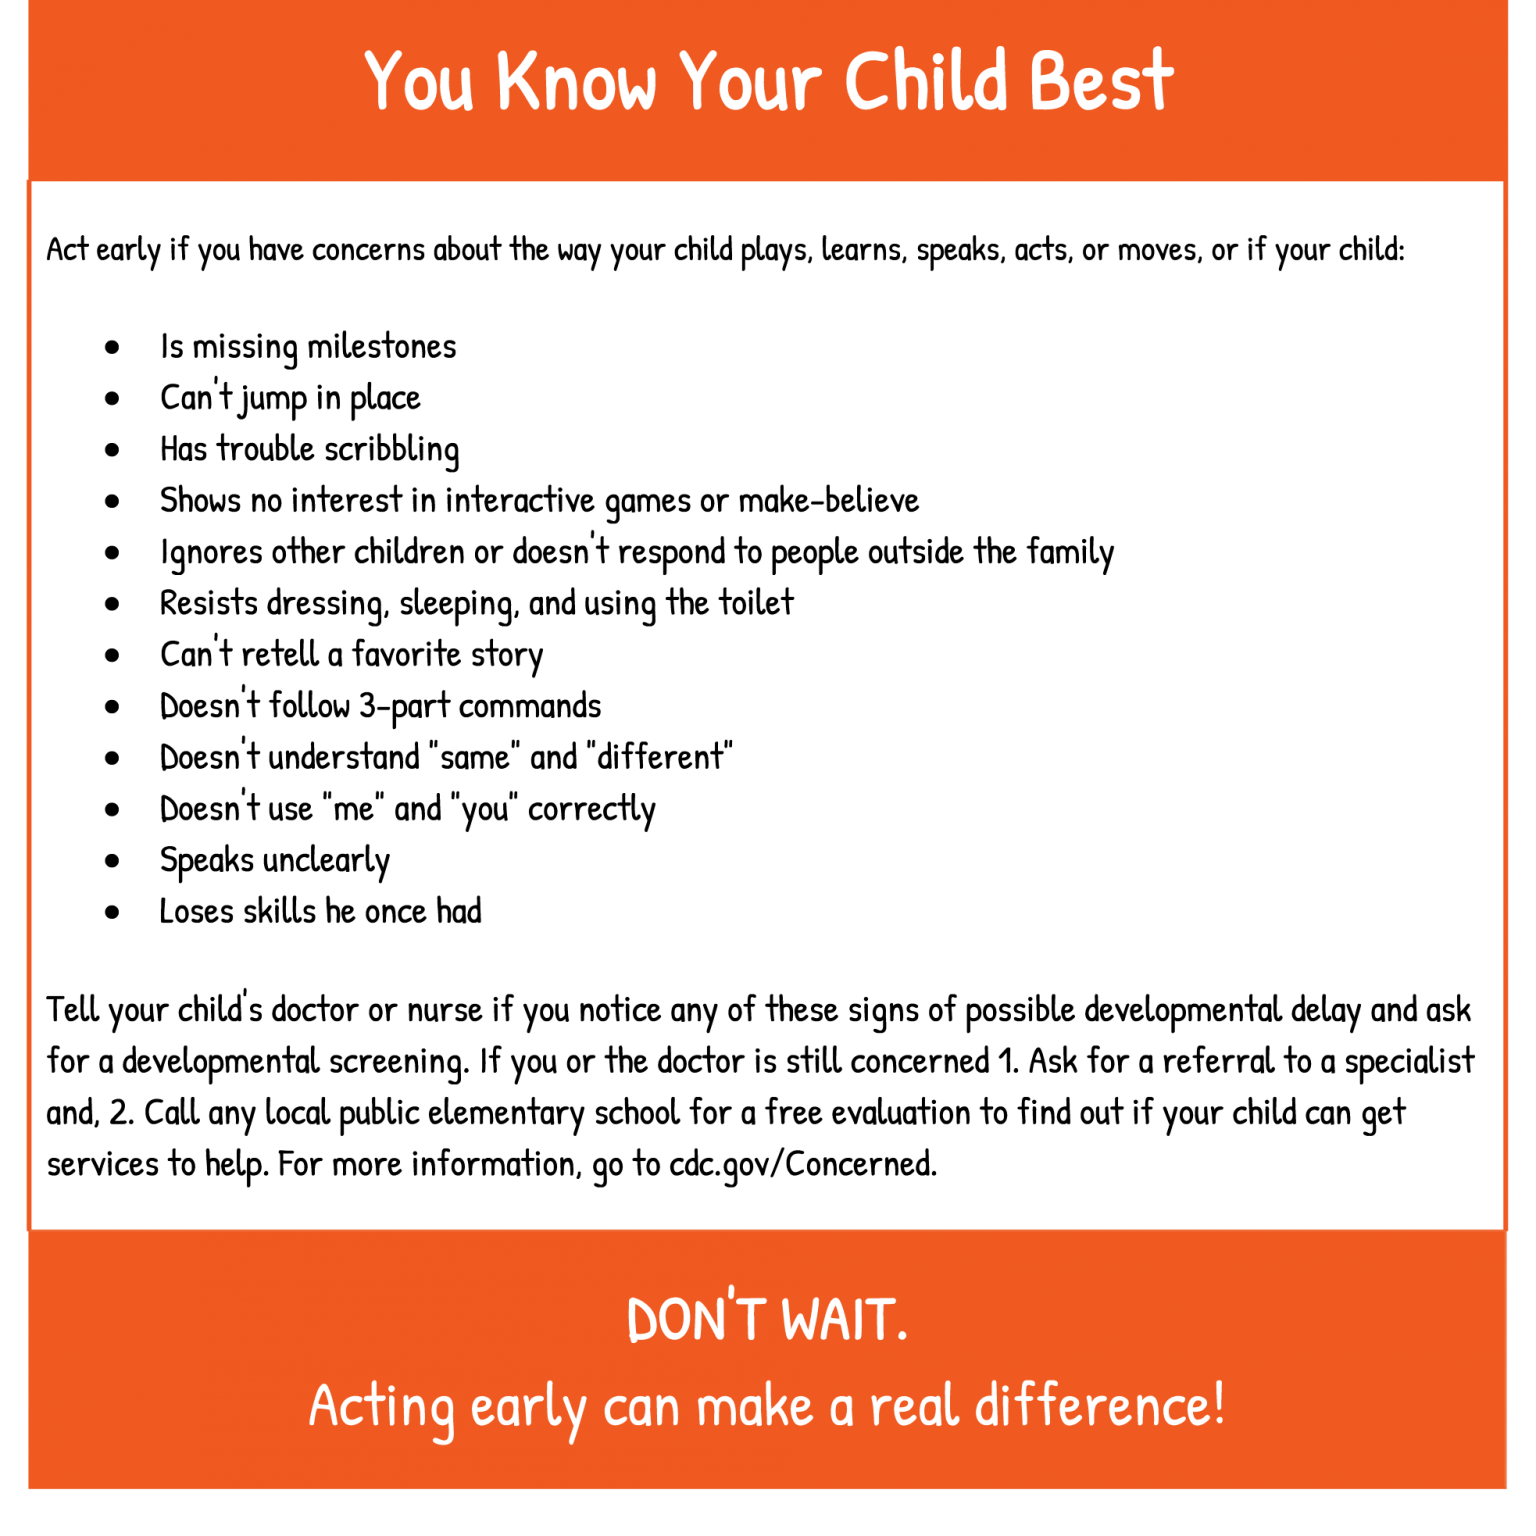 You Know Your Child Best
Act early if you have concerns about the way your child plays, learns, speaks, acts, or moves, or if your child:
● Is missing milestones
● Can't jump in place
● Has trouble scribbling
● Shows no interest in interactive games or make-believe
● Ignores other children or doesn't respond to people outside the family
● Resists dressing, sleeping, and using the toilet
● Can't retell a favorite story
● Doesn't follow 3-part commands
● Doesn't understand "same" and "different"
● Doesn't use "me" and "you" correctly
● Speaks unclearly
● Loses skills he once had
Tell your child's doctor or nurse if you notice any of these signs of possible developmental delay and ask
for a developmental screening. If you or the doctor is still concerned 1. Ask for a referral to a specialist
and, 2. Call any local public elementary school for a free evaluation to find out if your child can get
services to help. For more information, go to cdc.gov/Concerned.
DON'T WAIT.
Acting early can make a real difference!